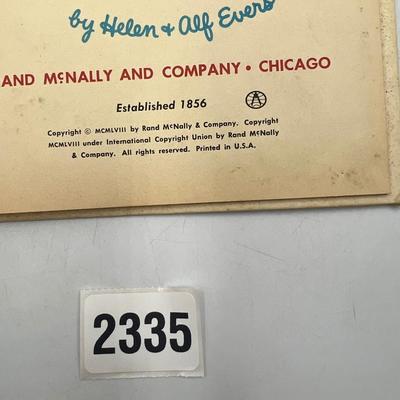 by Helen & Alf Evers
AND McNALLY AND COMPANY • CHICAGO
Established 1856
Copyright © MCMLVIII by Rand McNally & Company. Copyright
MCMLVIII under International Copyright Union by Rand McNally
& Company. All rights reserved. Printed in U.S.A.
2335